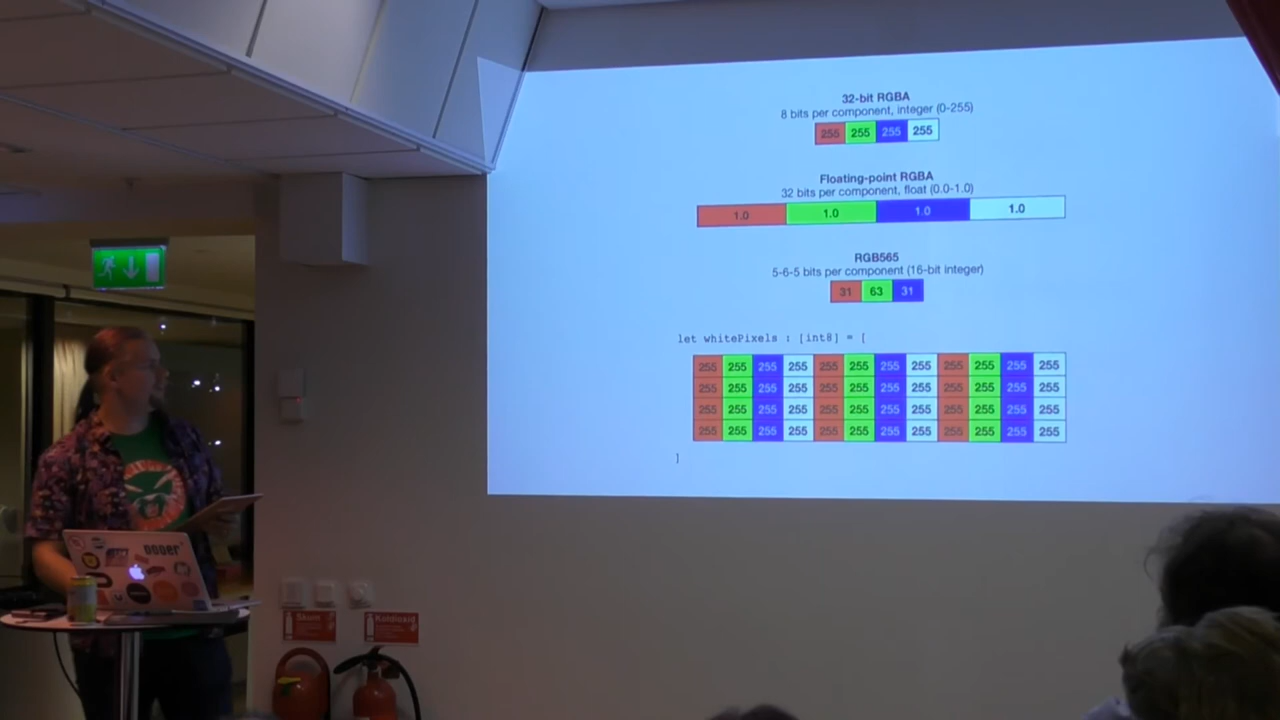 32-bit RGBA
8 bits per component, integer (0-255)
255 255 255 255
Floating-point RGBA
32 bits per component, float (0.0-1.0)
1.0 1.0 1.0 1.0
RGB565
5-6-5 bits per component (16-bit integer)
31 63 31
let whitePixels : [int8] = [
255 255 255 255 255 255 255 255 255 255 255 255
255 255 255 255 255 255 255 255 255 255 255 255
255 255 255 255 255 255 255 255 255 255 255 255
255 255 255 255 255 255 255 255 255 255 255 255
]
Skum
Koldioxid